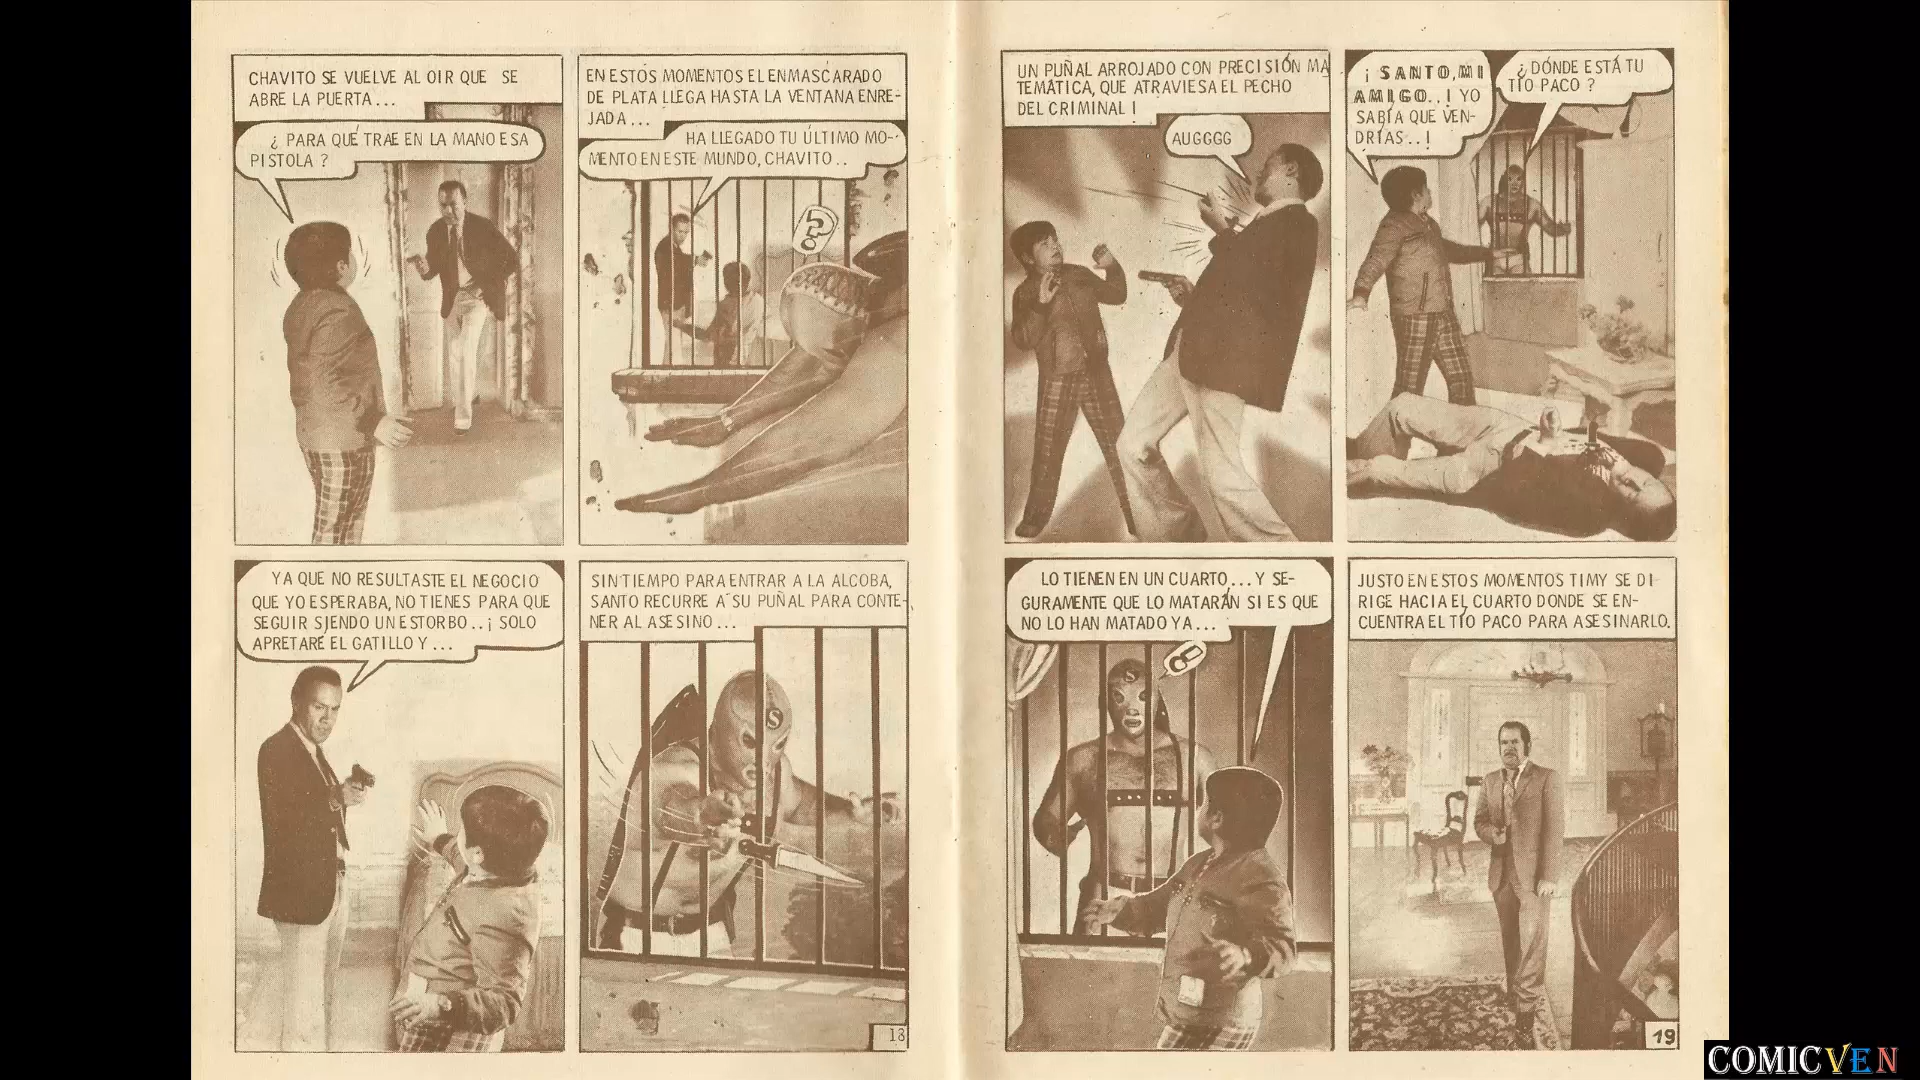 CHAVITO SE VUELVE AL OIR QUE SE
ABRE LA PUERTA...
¿ PARA QUÉ TRAE EN LA MANO ESA
PISTOLA ?
EN ESTOS MOMENTOS EL ENMASCARADO
DE PLATA LLEGA HASTA LA VENTANA ENRE-
JADA...
HA LLEGADO TU ÚLTIMO MO-
MENTO EN ESTE MUNDO, CHAVITO..
?
YA QUE NO RESULTASTE EL NEGOCIO
QUE YO ESPERABA, NO TIENES PARA QUE
SEGUIR SIENDO UN ESTORBO..¡ SOLO
APRETARÉ EL GATILLO Y ...
SIN TIEMPO PARA ENTRAR A LA ALCOBA,
SANTO RECURRE A SU PUÑAL PARA CONTE-
NER AL ASESINO...
S
18
UN PUÑAL ARROJADO CON PRECISIÓN MA
TEMÁTICA, QUE ATRAVIESA EL PECHO
DEL CRIMINAL !
AUGGGG
¡ SANTO, MI
AMIGO..! YO
SABÍA QUE VEN-
DRÍAS..!
¿ DÓNDE ESTÁ TU
TÍO PACO ?
LO TIENEN EN UN CUARTO...Y SE-
GURAMENTE QUE LO MATARÁN SI ES QUE
NO LO HAN MATADO YA...
S
JUSTO EN ESTOS MOMENTOS TIMY SE DI-
RIGE HACIA EL CUARTO DONDE SE EN-
CUENTRA EL TÍO PACO PARA ASESINARLO.
19
COMICVEN